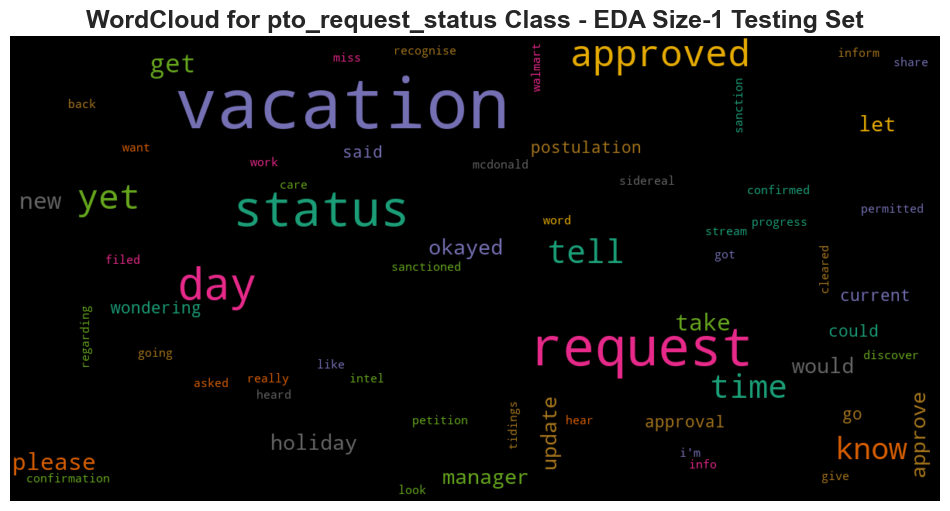 WordCloud for pto_request_status Class - EDA Size-1 Testing Set
get
miss
recognise
walmart
approved
inform
share
vacation
back
sanction
let
want
work
said
postulation
mcdonald
sidereal
new
yet
care
status
confirmed
permitted
word
progress
stream
okayed
tell
got
filed
sanctioned
cleared
day
current
wondering
regarding
take
could
request
going
like
discover
would
asked
really
intel
heard
time
tidings
petition
hear
update
approval
go
approve
holiday
know
i'm
please
info
confirmation
manager
look
give